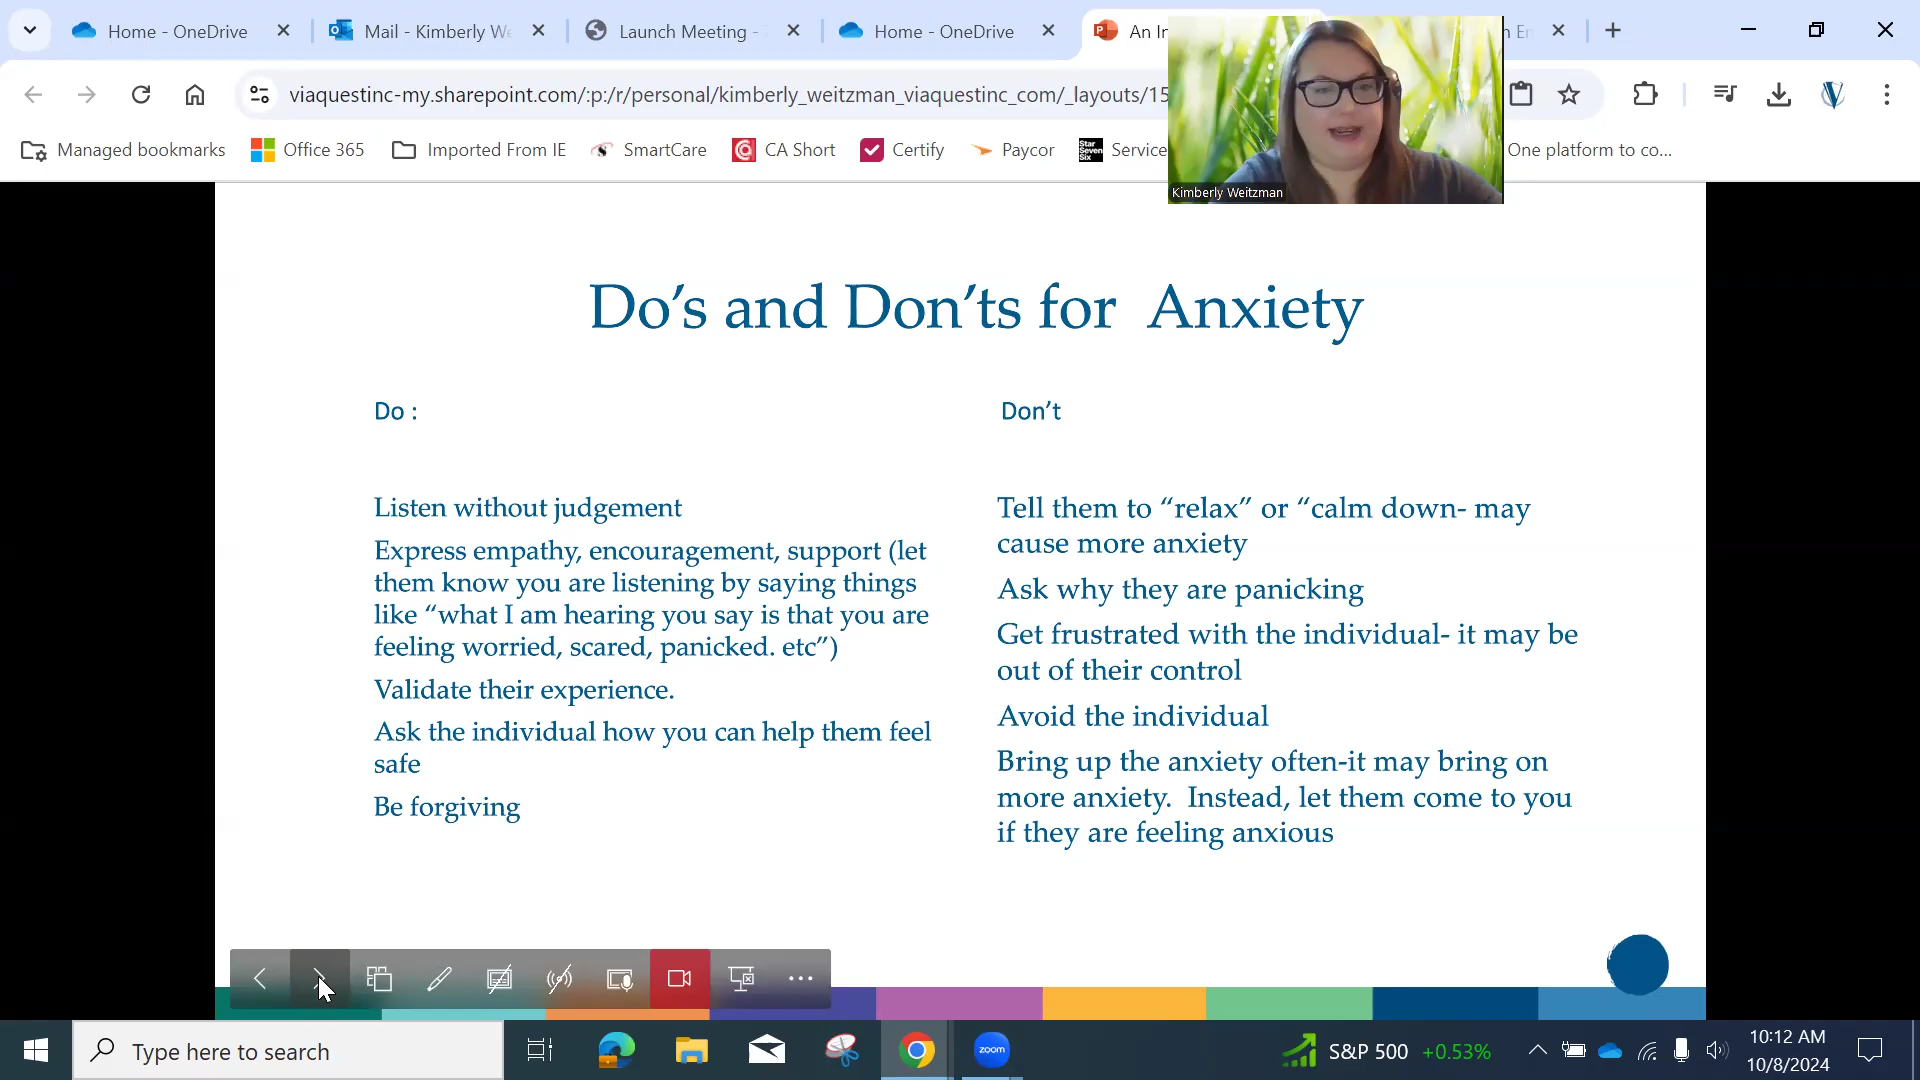 Home - OneDrive
Mail - Kimberly We
Launch Meeting -
Home - OneDrive
An In
n En
viaquestinc-my.sharepoint.com/:p:/r/personal/kimberly_weitzman_viaquestinc_com/_layouts/15
Managed bookmarks
Office 365
Imported From IE
SmartCare
CA Short
Certify
Paycor
Star Seven Six
Service
One platform to co...
Kimberly Weitzman
Do’s and Don’ts for Anxiety
Do :
Listen without judgement
Express empathy, encouragement, support (let
them know you are listening by saying things
like “what I am hearing you say is that you are
feeling worried, scared, panicked. etc”)
Validate their experience.
Ask the individual how you can help them feel
safe
Be forgiving
Don’t
Tell them to “relax” or “calm down- may
cause more anxiety
Ask why they are panicking
Get frustrated with the individual- it may be
out of their control
Avoid the individual
Bring up the anxiety often-it may bring on
more anxiety. Instead, let them come to you
if they are feeling anxious
Type here to search
zoom
S&P 500 +0.53%
10:12 AM
10/8/2024